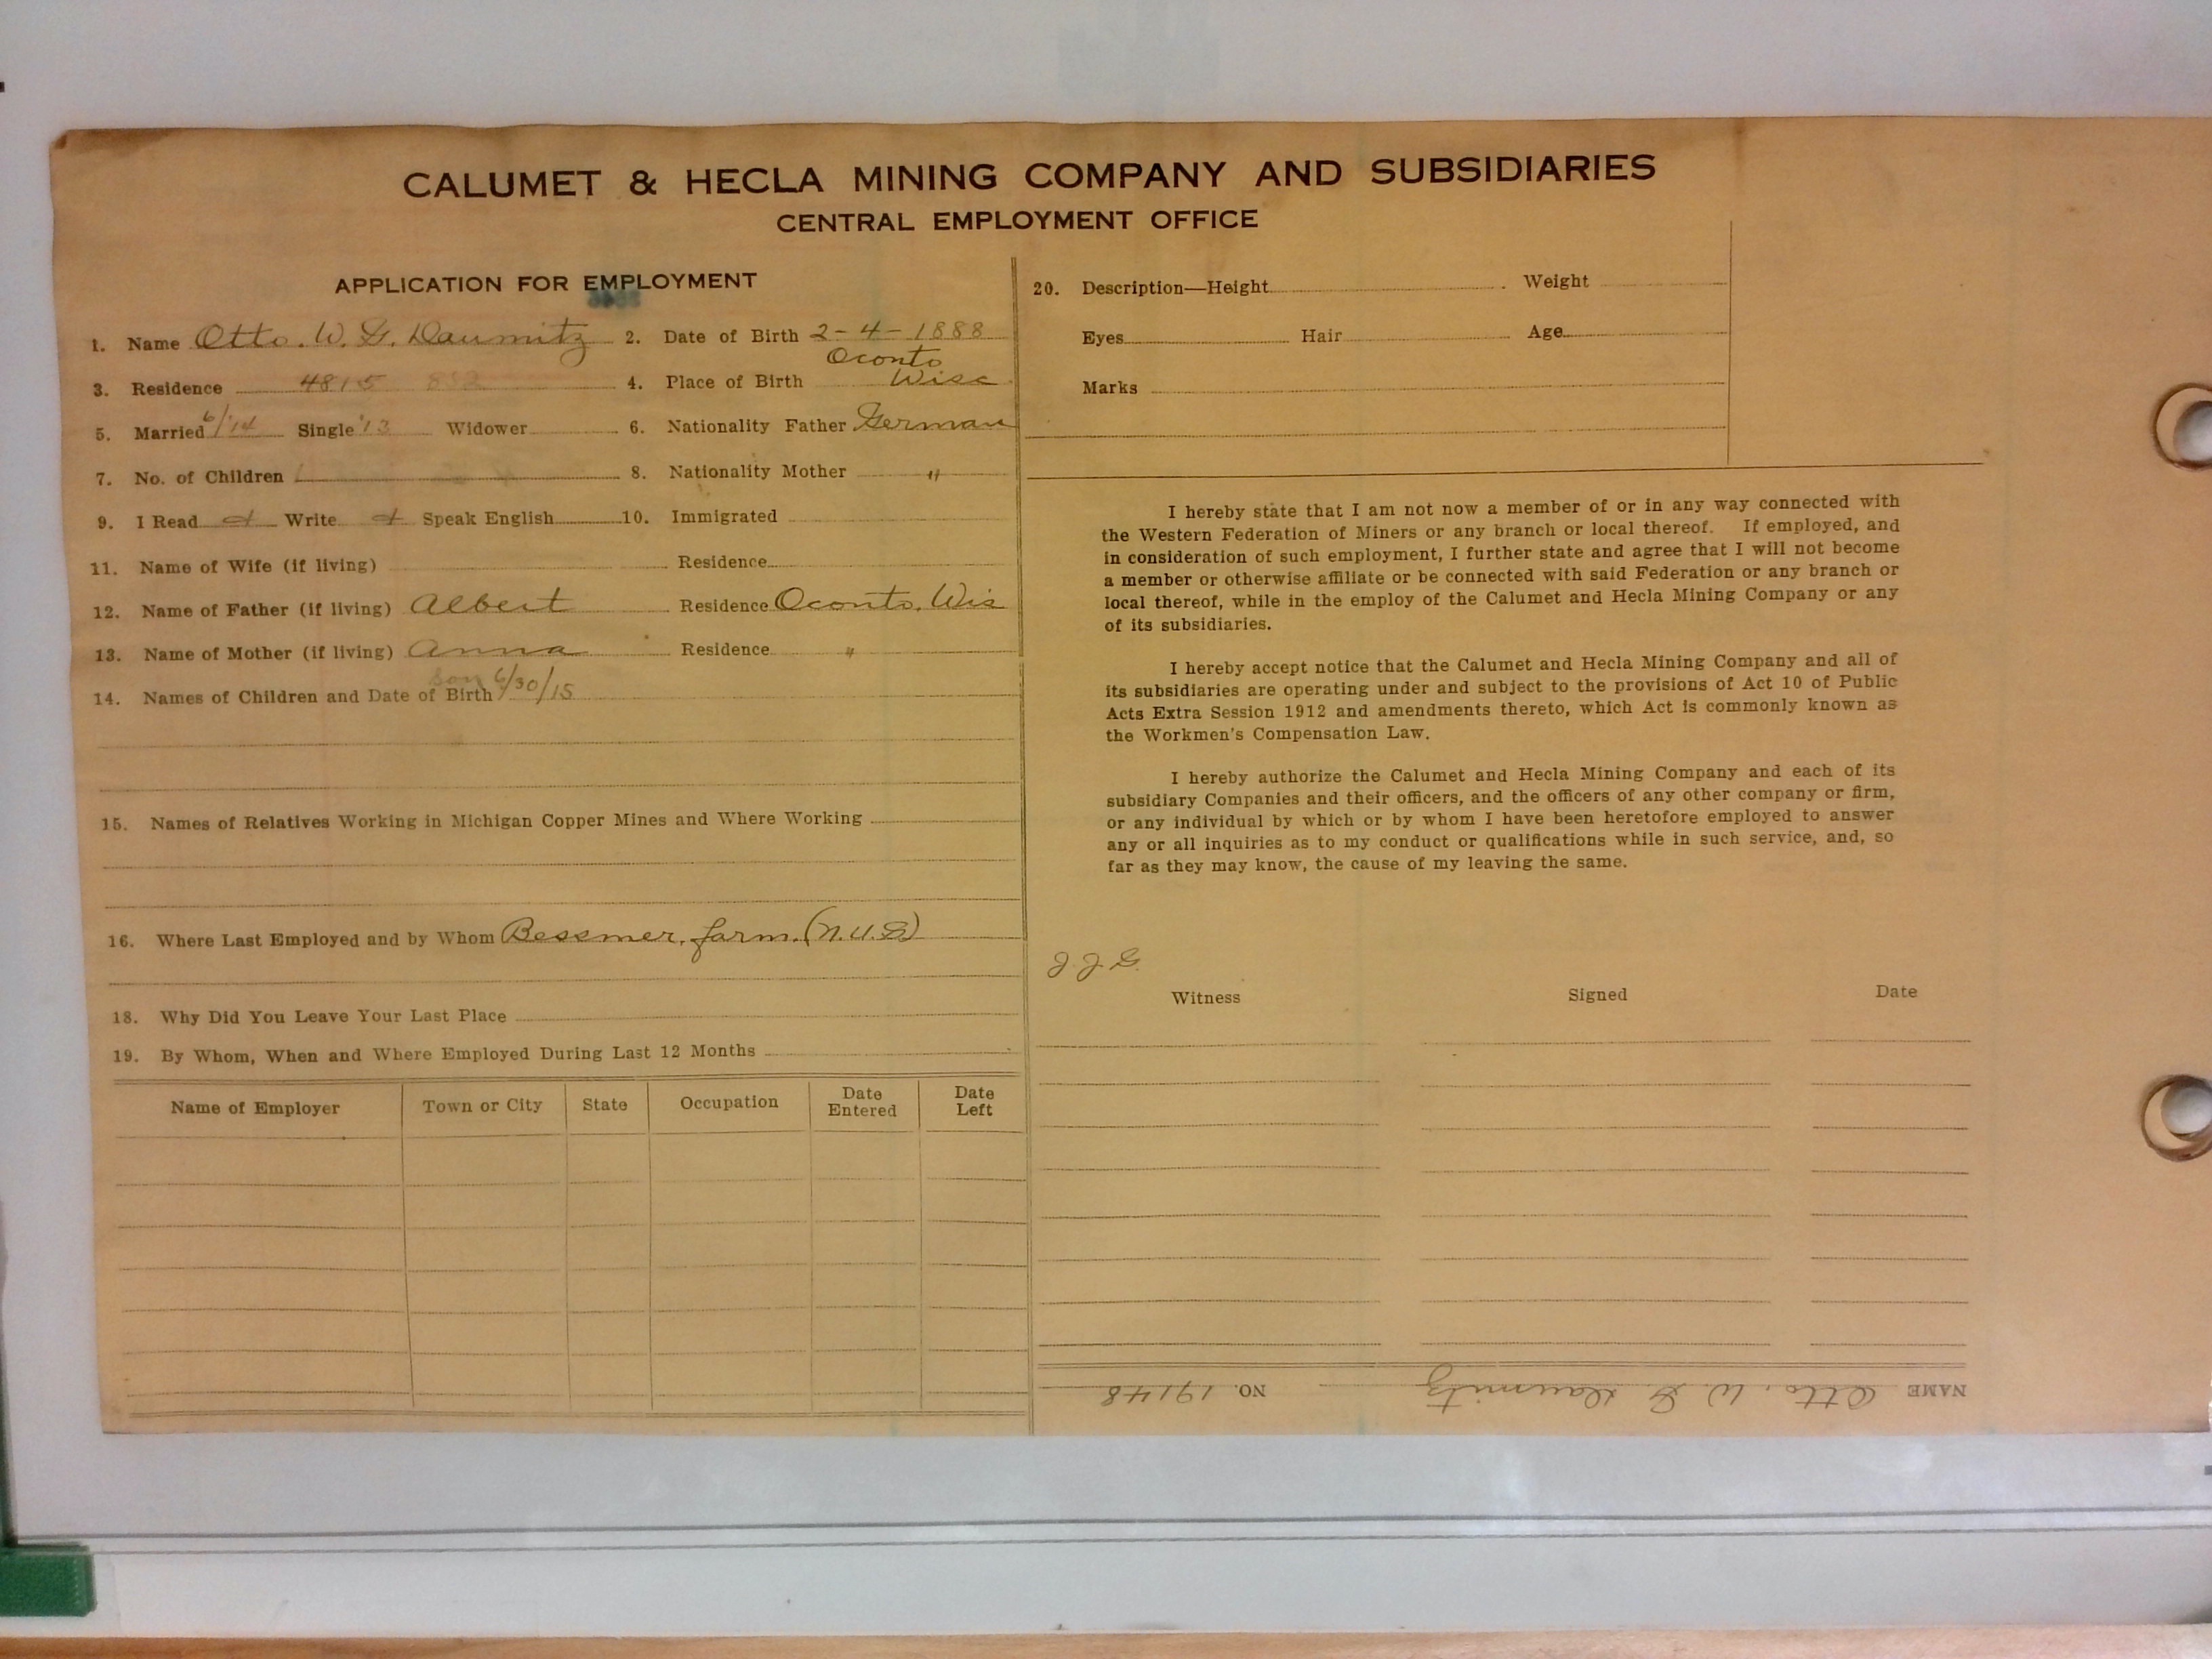 CALUMET & HECLA MINING COMPANY AND SUBSIDIARIES
CENTRAL EMPLOYMENT OFFICE
APPLICATION FOR EMPLOYMENT
1. Name Otto. W. G. Daumitz 2. Date of Birth 2-4-1888
Oconto
3. Residence 4815 832 4. Place of Birth Wisc
5. Married 6/'14 Single '13 Widower 6. Nationality Father German
7. No. of Children 1 8. Nationality Mother "
9. I Read Write Speak English 10. Immigrated
11. Name of Wife (if living) Residence
12. Name of Father (if living) Albert Residence Oconto, Wis
13. Name of Mother (if living) Anna Residence "
14. Names of Children and Date of Birth son 6/30/15
15. Names of Relatives Working in Michigan Copper Mines and Where Working
16. Where Last Employed and by Whom Bessmer, farm. (N.U.S)
18. Why Did You Leave Your Last Place
19. By Whom, When and Where Employed During Last 12 Months
Name of Employer Town or City State Occupation Date Entered Date Left
20. Description—Height Weight
Eyes Hair Age
Marks
I hereby state that I am not now a member of or in any way connected with
the Western Federation of Miners or any branch or local thereof. If employed, and
in consideration of such employment, I further state and agree that I will not become
a member or otherwise affiliate or be connected with said Federation or any branch or
local thereof, while in the employ of the Calumet and Hecla Mining Company or any
of its subsidiaries.
I hereby accept notice that the Calumet and Hecla Mining Company and all of
its subsidiaries are operating under and subject to the provisions of Act 10 of Public
Acts Extra Session 1912 and amendments thereto, which Act is commonly known as
the Workmen's Compensation Law.
I hereby authorize the Calumet and Hecla Mining Company and each of its
subsidiary Companies and their officers, and the officers of any other company or firm,
or any individual by which or by whom I have been heretofore employed to answer
any or all inquiries as to my conduct or qualifications while in such service, and, so
far as they may know, the cause of my leaving the same.
J J G.
Witness Signed Date
NAME Otto. W. G. Daumitz NO. 19148